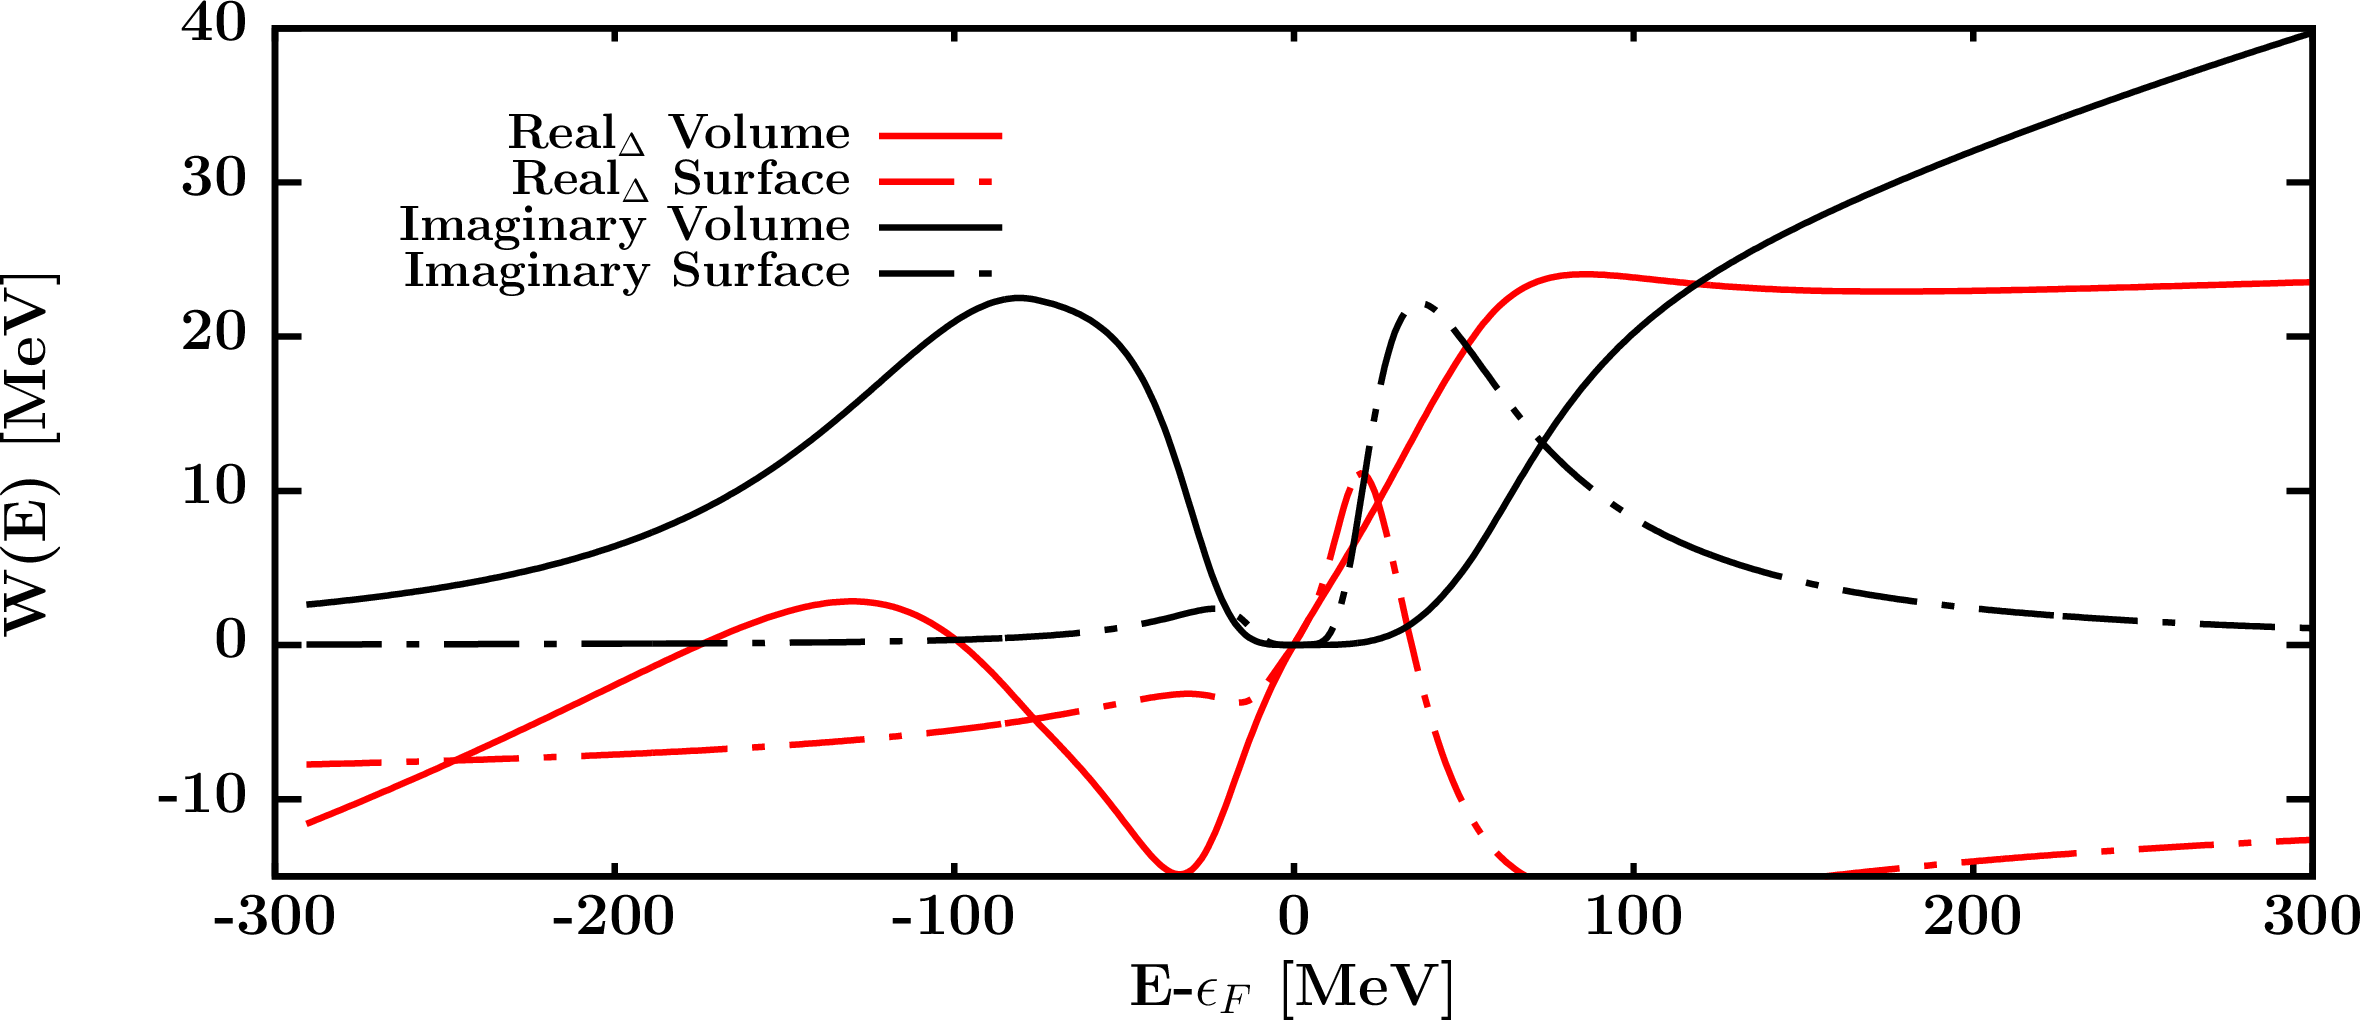 40
30
20
10
0
-10
W(E) [MeV]
Real_Δ Volume
Real_Δ Surface
Imaginary Volume
Imaginary Surface
-300 -200 -100 0 100 200 300
E-ϵ_F [MeV]